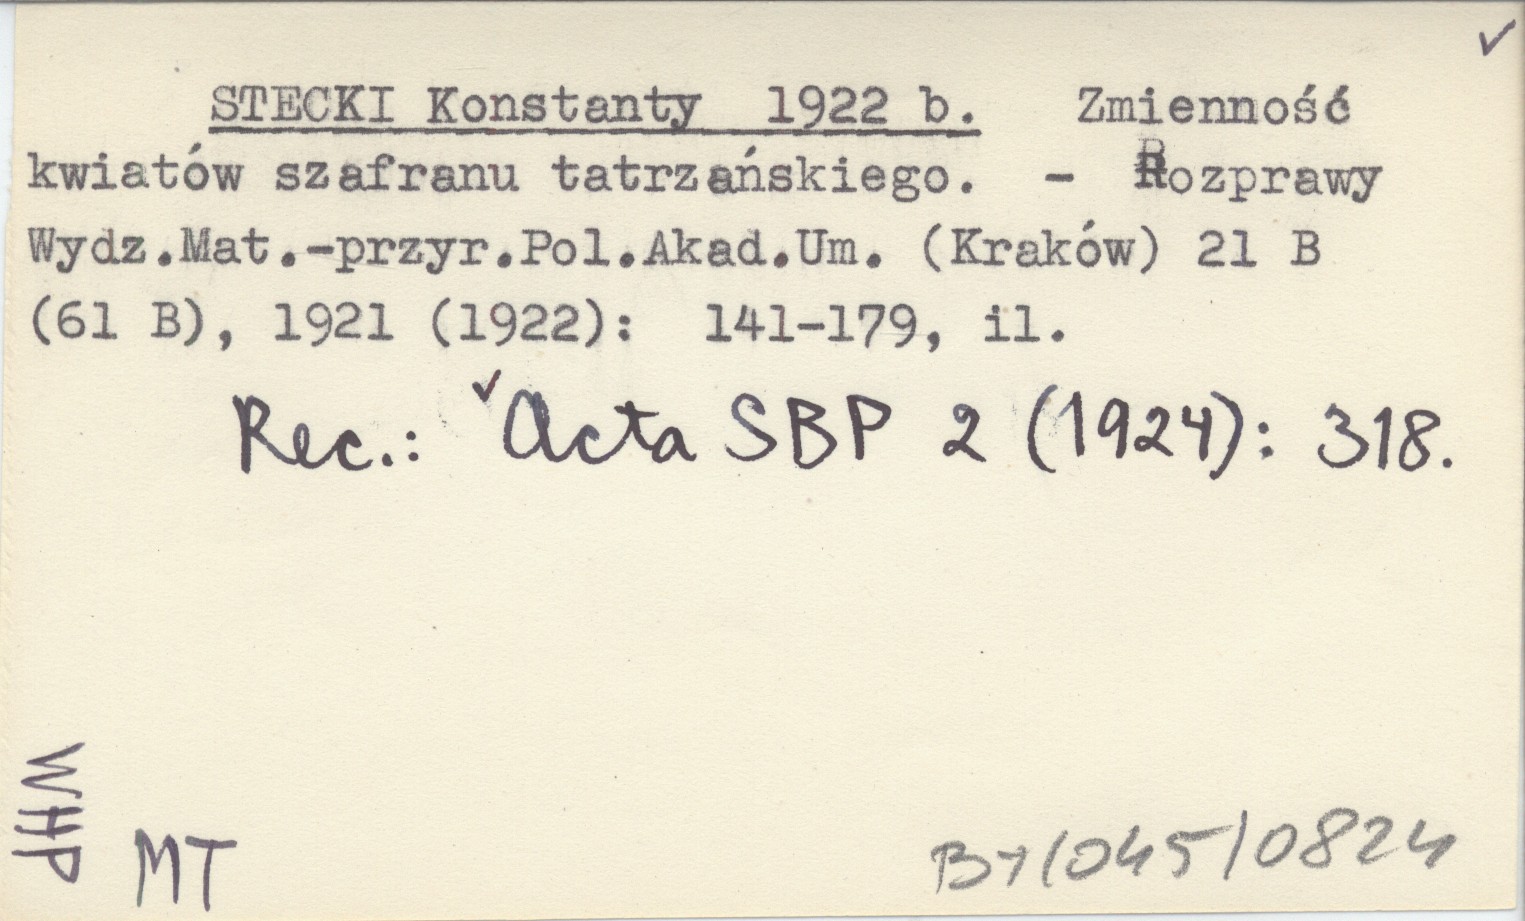 ✓
STECKI Konstanty 1922 b. Zmienność
kwiatów szafranu tatrzańskiego. - Rozprawy
Wydz.Mat.-przyr.Pol.Akad.Um. (Kraków) 21 B
(61 B), 1921 (1922): 141-179, il.
Rec.: ✓Acta SBP 2 (1924): 318.
WHP
MT
B7/045/0824